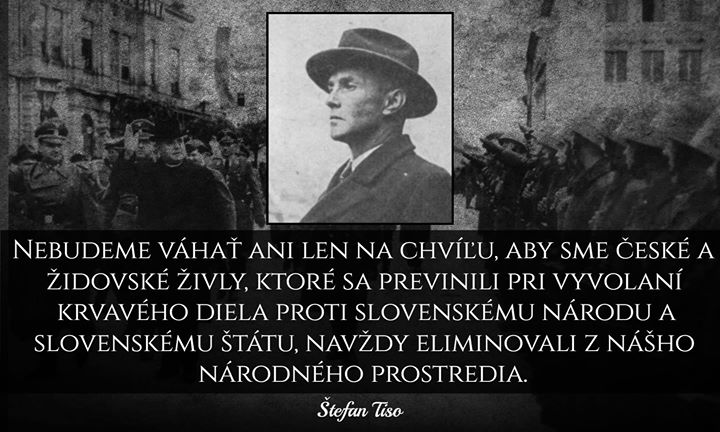 Nebudeme váhať ani len na chvíľu, aby sme české a
židovské živly, ktoré sa previnili pri vyvolaní
krvavého diela proti slovenskému národu a
slovenskému štátu, navždy eliminovali z nášho
národného prostredia.
Štefan Tiso